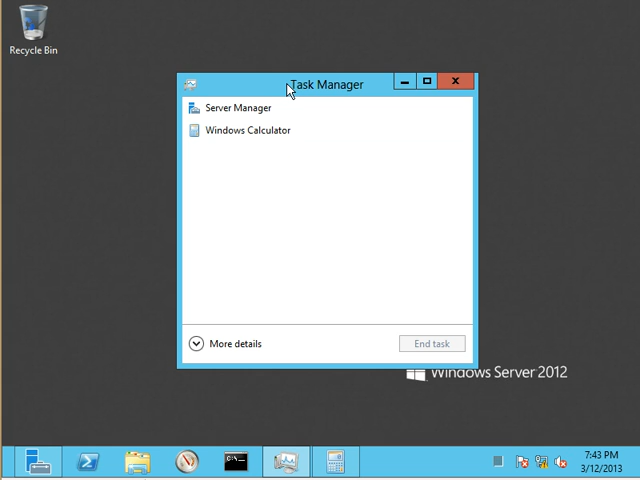 Recycle Bin
Task Manager
Server Manager
Windows Calculator
More details
End task
Windows Server 2012
C:\
7:43 PM
3/12/2013